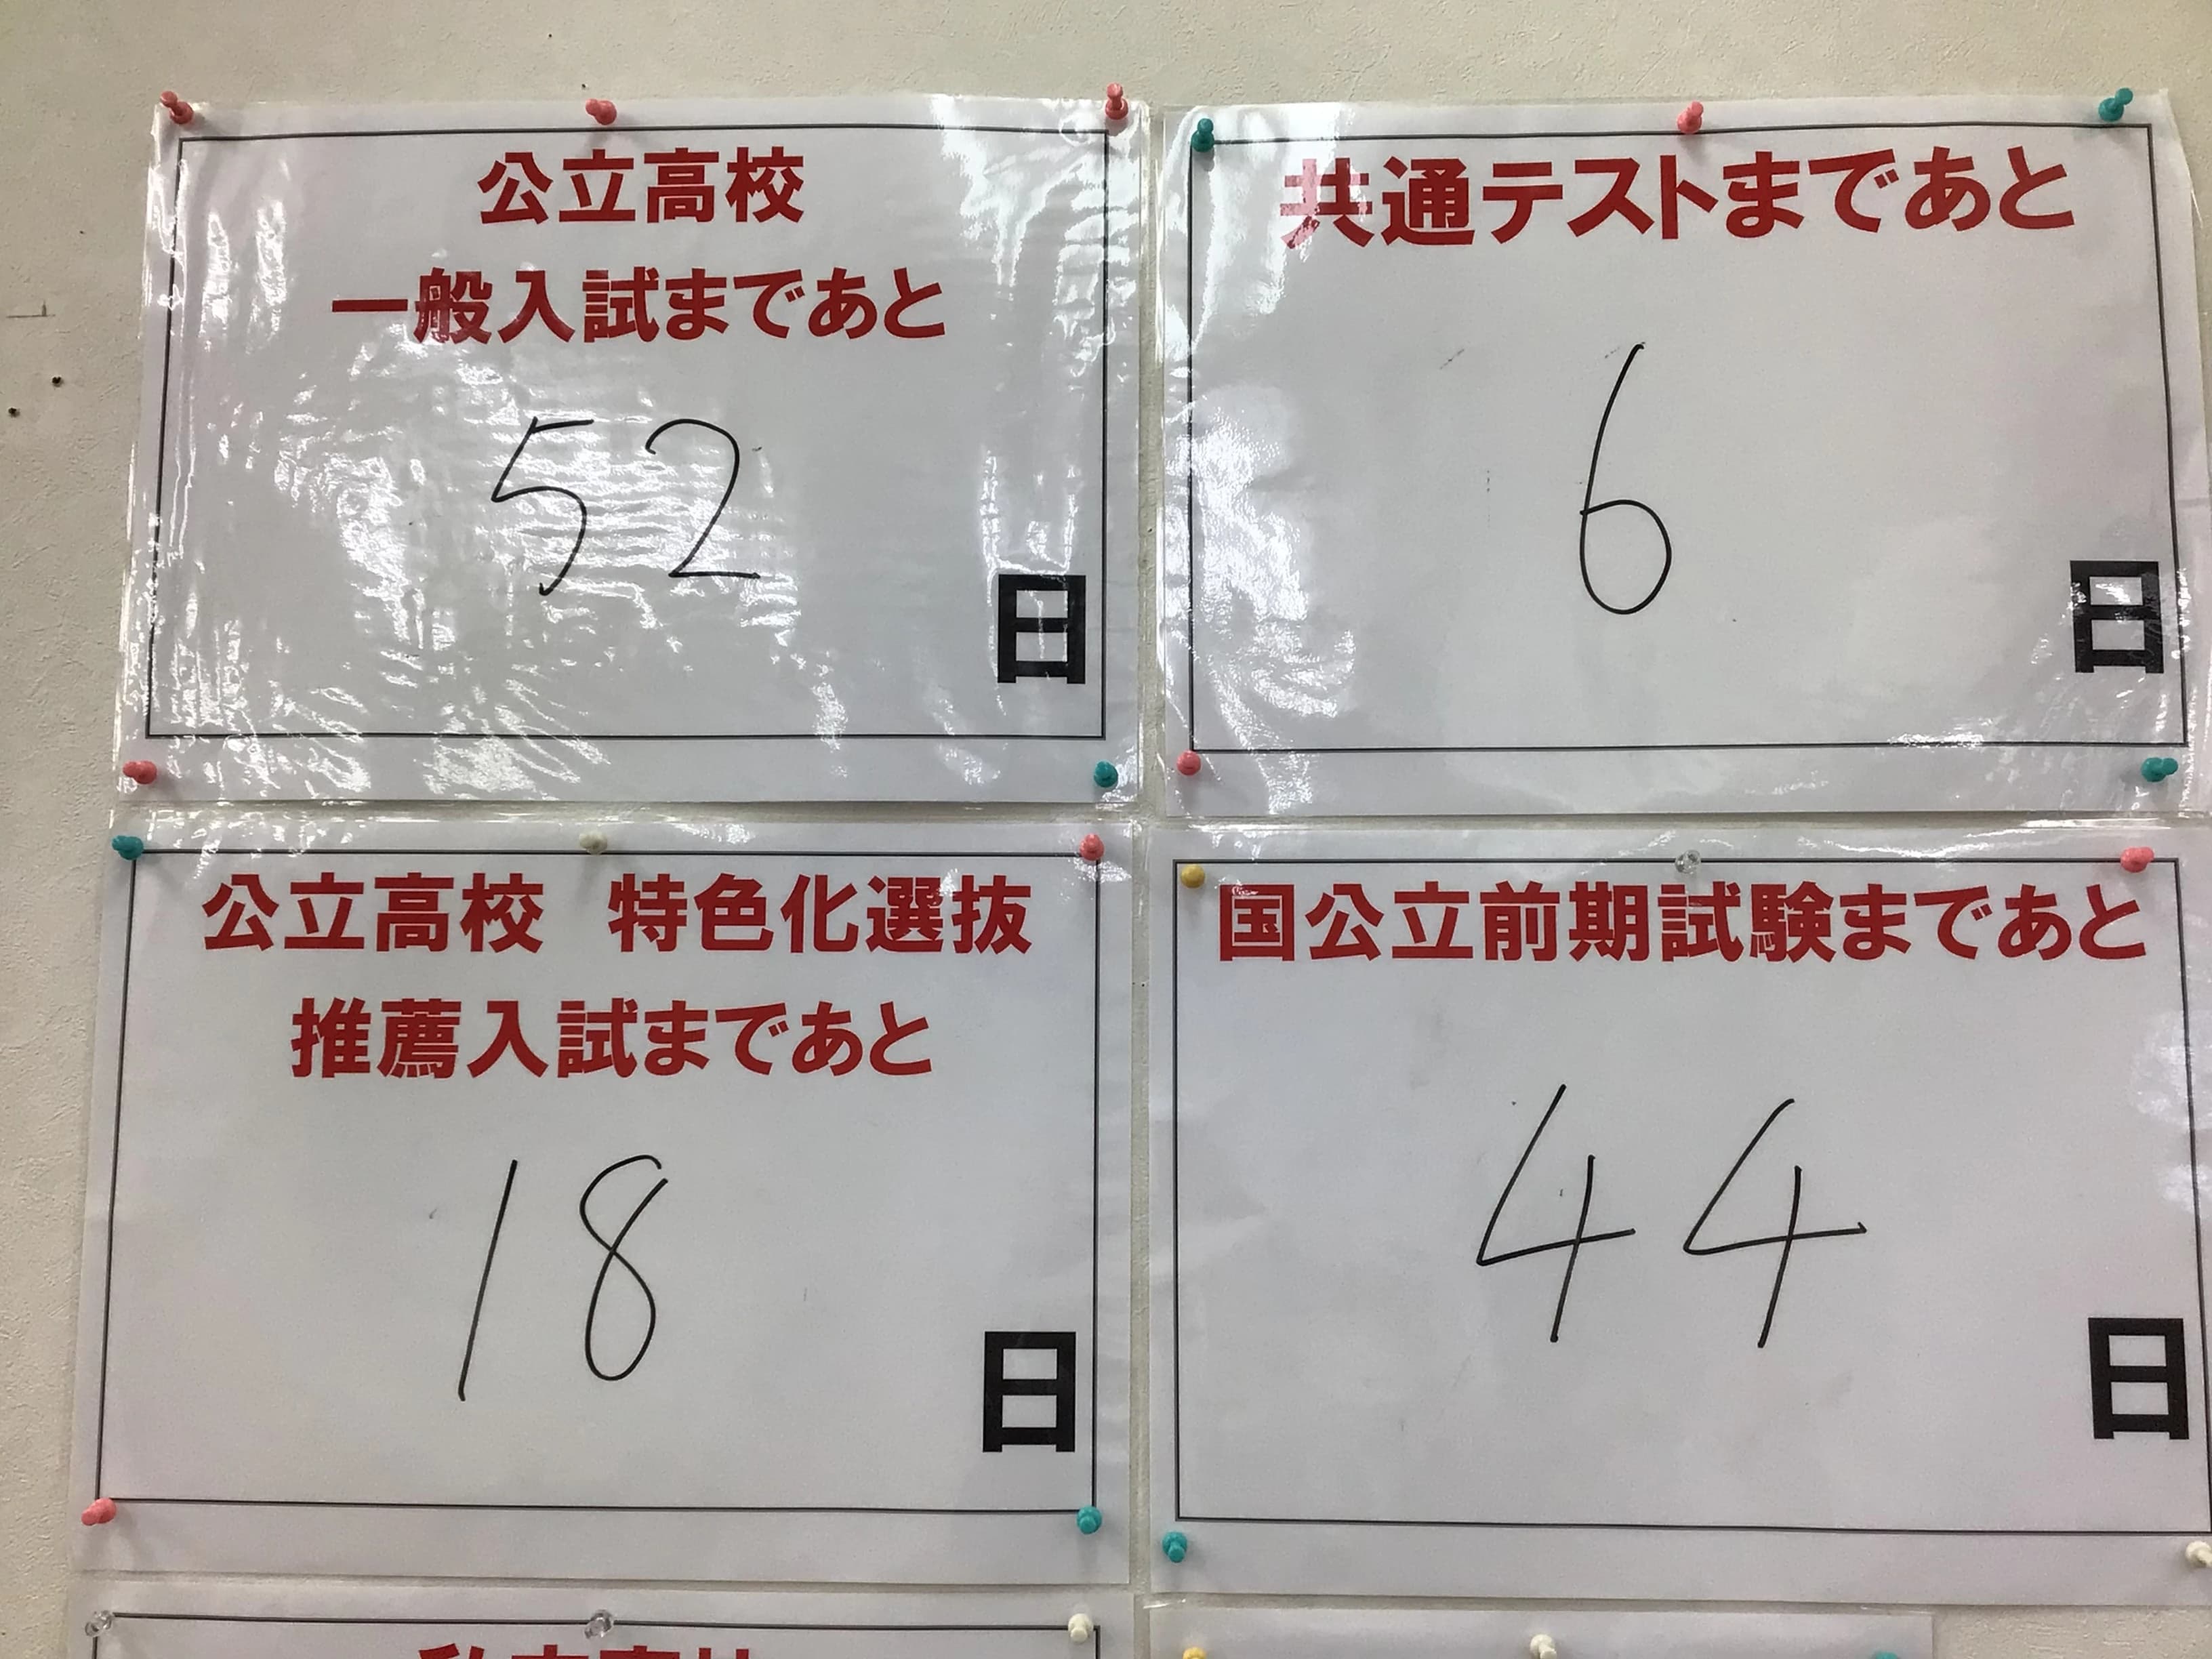 公立高校
一般入試まであと
52
日
共通テストまであと
6
日
公立高校 特色化選抜
推薦入試まであと
18
日
国公立前期試験まであと
44
日